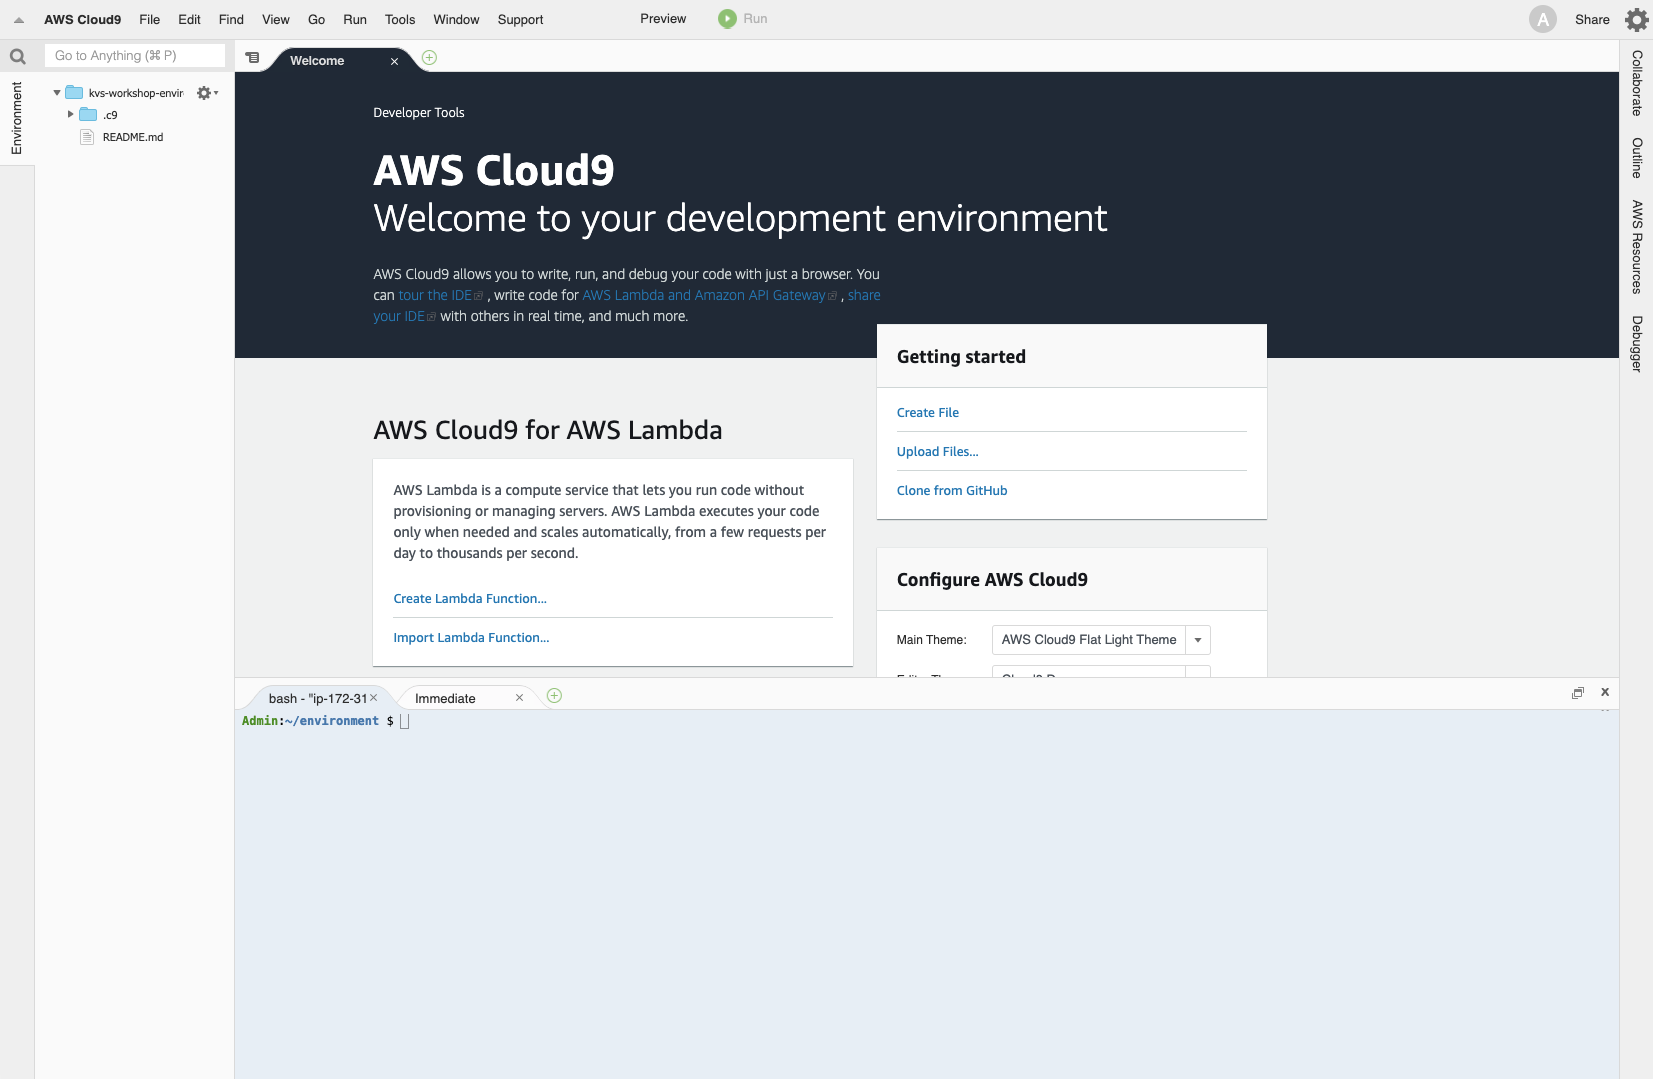 AWS Cloud9 File Edit Find View Go Run Tools Window Support Preview Run A Share
Go to Anything (⌘ P)
Welcome
Environment
kvs-workshop-envir
.c9
README.md
Developer Tools
AWS Cloud9
Welcome to your development environment
AWS Cloud9 allows you to write, run, and debug your code with just a browser. You
can tour the IDE , write code for AWS Lambda and Amazon API Gateway , share
your IDE with others in real time, and much more.
Getting started
Create File
Upload Files...
Clone from GitHub
AWS Cloud9 for AWS Lambda
AWS Lambda is a compute service that lets you run code without
provisioning or managing servers. AWS Lambda executes your code
only when needed and scales automatically, from a few requests per
day to thousands per second.
Create Lambda Function...
Import Lambda Function...
Configure AWS Cloud9
Main Theme: AWS Cloud9 Flat Light Theme
bash - "ip-172-31 Immediate
Admin:~/environment $
Collaborate
Outline
AWS Resources
Debugger